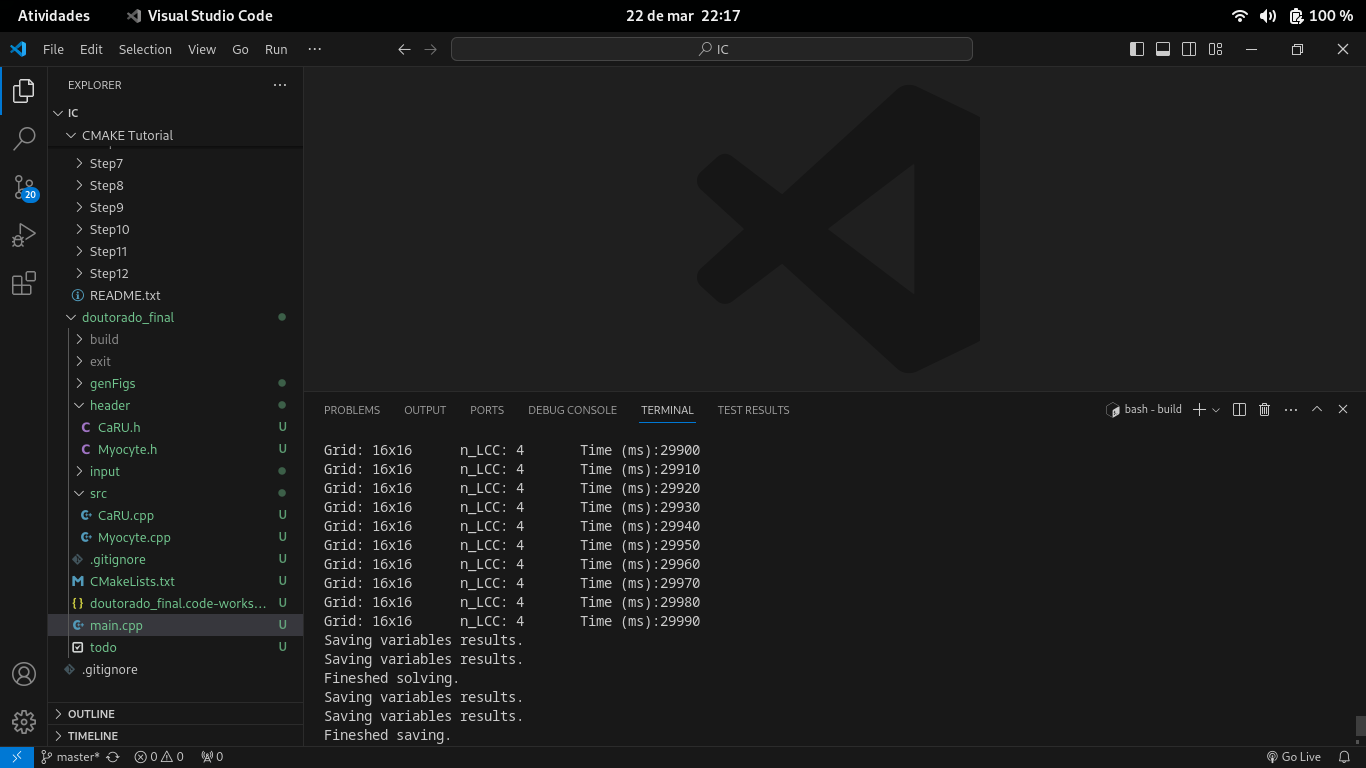 Atividades Visual Studio Code 22 de mar 22:17 100 %
File Edit Selection View Go Run ··· IC
EXPLORER ···
IC
CMAKE Tutorial
Step7
Step8
Step9
Step10
Step11
Step12
README.txt
doutorado_final
build
exit
genFigs
header
CaRU.h U
Myocyte.h U
input
src
CaRU.cpp U
Myocyte.cpp U
.gitignore U
CMakeLists.txt U
doutorado_final.code-works... U
main.cpp U
todo U
.gitignore
OUTLINE
TIMELINE
20
PROBLEMS OUTPUT PORTS DEBUG CONSOLE TERMINAL TEST RESULTS bash - build ···
Grid: 16x16 n_LCC: 4 Time (ms):29900
Grid: 16x16 n_LCC: 4 Time (ms):29910
Grid: 16x16 n_LCC: 4 Time (ms):29920
Grid: 16x16 n_LCC: 4 Time (ms):29930
Grid: 16x16 n_LCC: 4 Time (ms):29940
Grid: 16x16 n_LCC: 4 Time (ms):29950
Grid: 16x16 n_LCC: 4 Time (ms):29960
Grid: 16x16 n_LCC: 4 Time (ms):29970
Grid: 16x16 n_LCC: 4 Time (ms):29980
Grid: 16x16 n_LCC: 4 Time (ms):29990
Saving variables results.
Saving variables results.
Fineshed solving.
Saving variables results.
Saving variables results.
Fineshed saving.
master* 0 0 0 Go Live